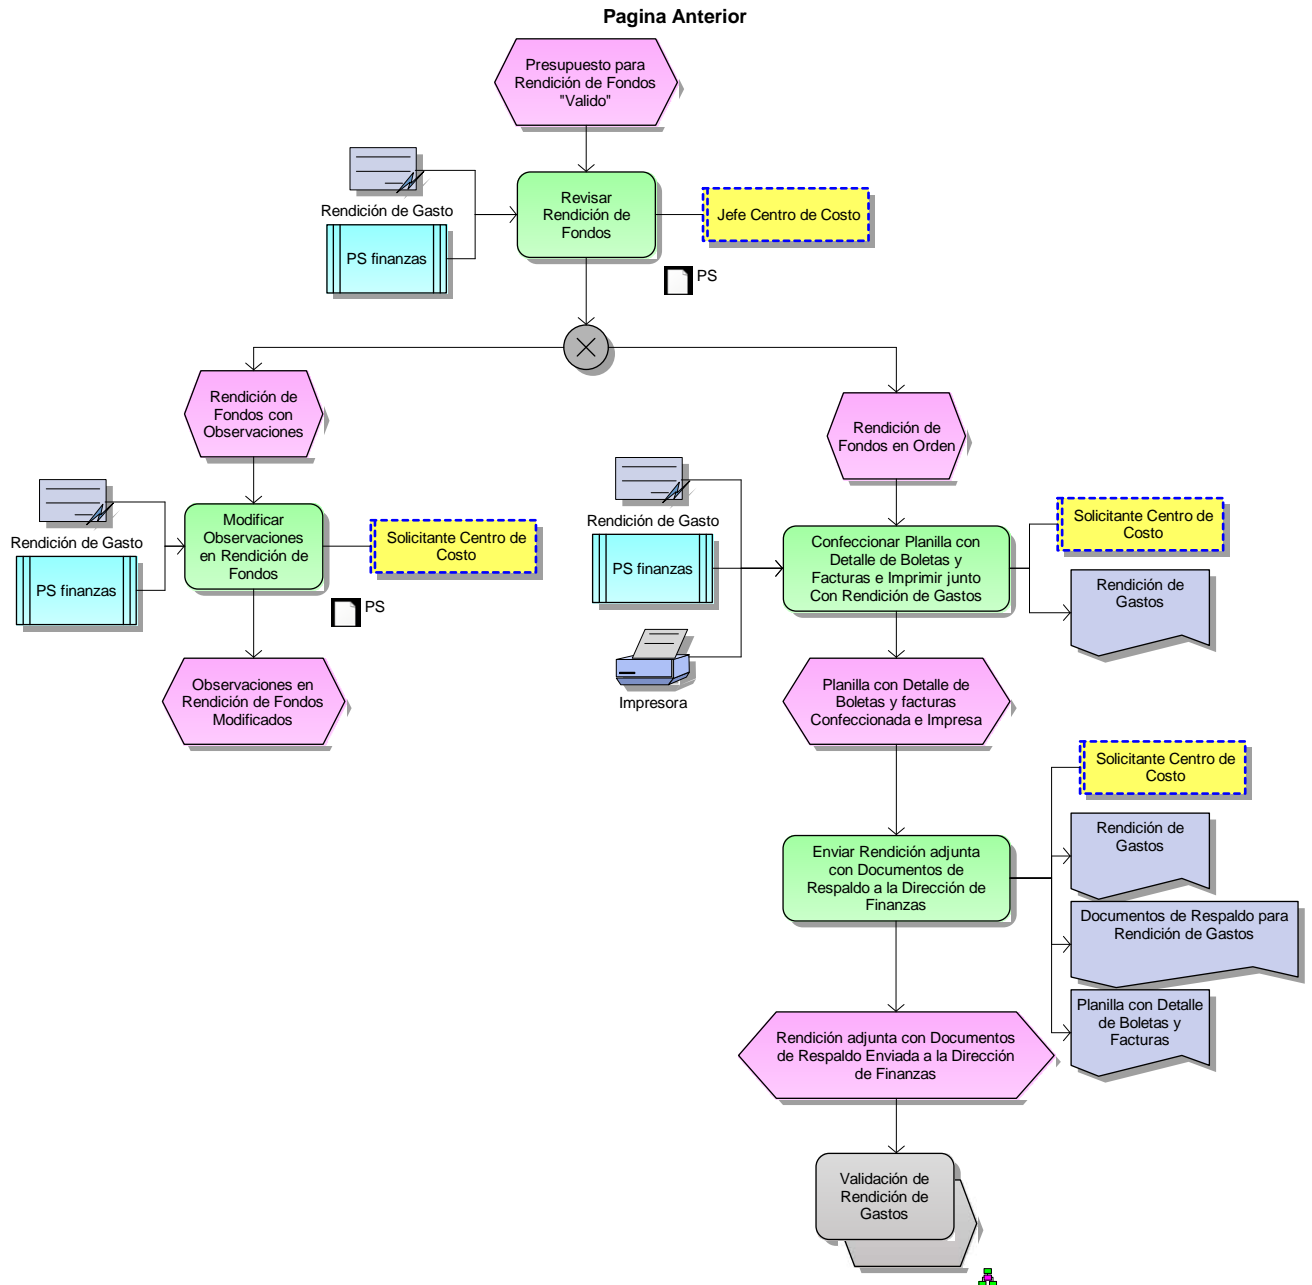 Pagina Anterior
Presupuesto para
Rendición de Fondos
"Valido"
Rendición de Gasto
PS finanzas
Revisar
Rendición de
Fondos
Jefe Centro de Costo
PS
Rendición de
Fondos con
Observaciones
Rendición de
Fondos en Orden
Rendición de Gasto
PS finanzas
Modificar
Observaciones
en Rendición de
Fondos
Solicitante Centro de
Costo
PS
Observaciones en
Rendición de Fondos
Modificados
Rendición de Gasto
PS finanzas
Impresora
Confeccionar Planilla con
Detalle de Boletas y
Facturas e Imprimir junto
Con Rendición de Gastos
Solicitante Centro de
Costo
Rendición de
Gastos
Planilla con Detalle de
Boletas y facturas
Confeccionada e Impresa
Solicitante Centro de
Costo
Enviar Rendición adjunta
con Documentos de
Respaldo a la Dirección de
Finanzas
Rendición de
Gastos
Documentos de Respaldo para
Rendición de Gastos
Planilla con Detalle
de Boletas y
Facturas
Rendición adjunta con Documentos
de Respaldo Enviada a la Dirección
de Finanzas
Validación de
Rendición de
Gastos